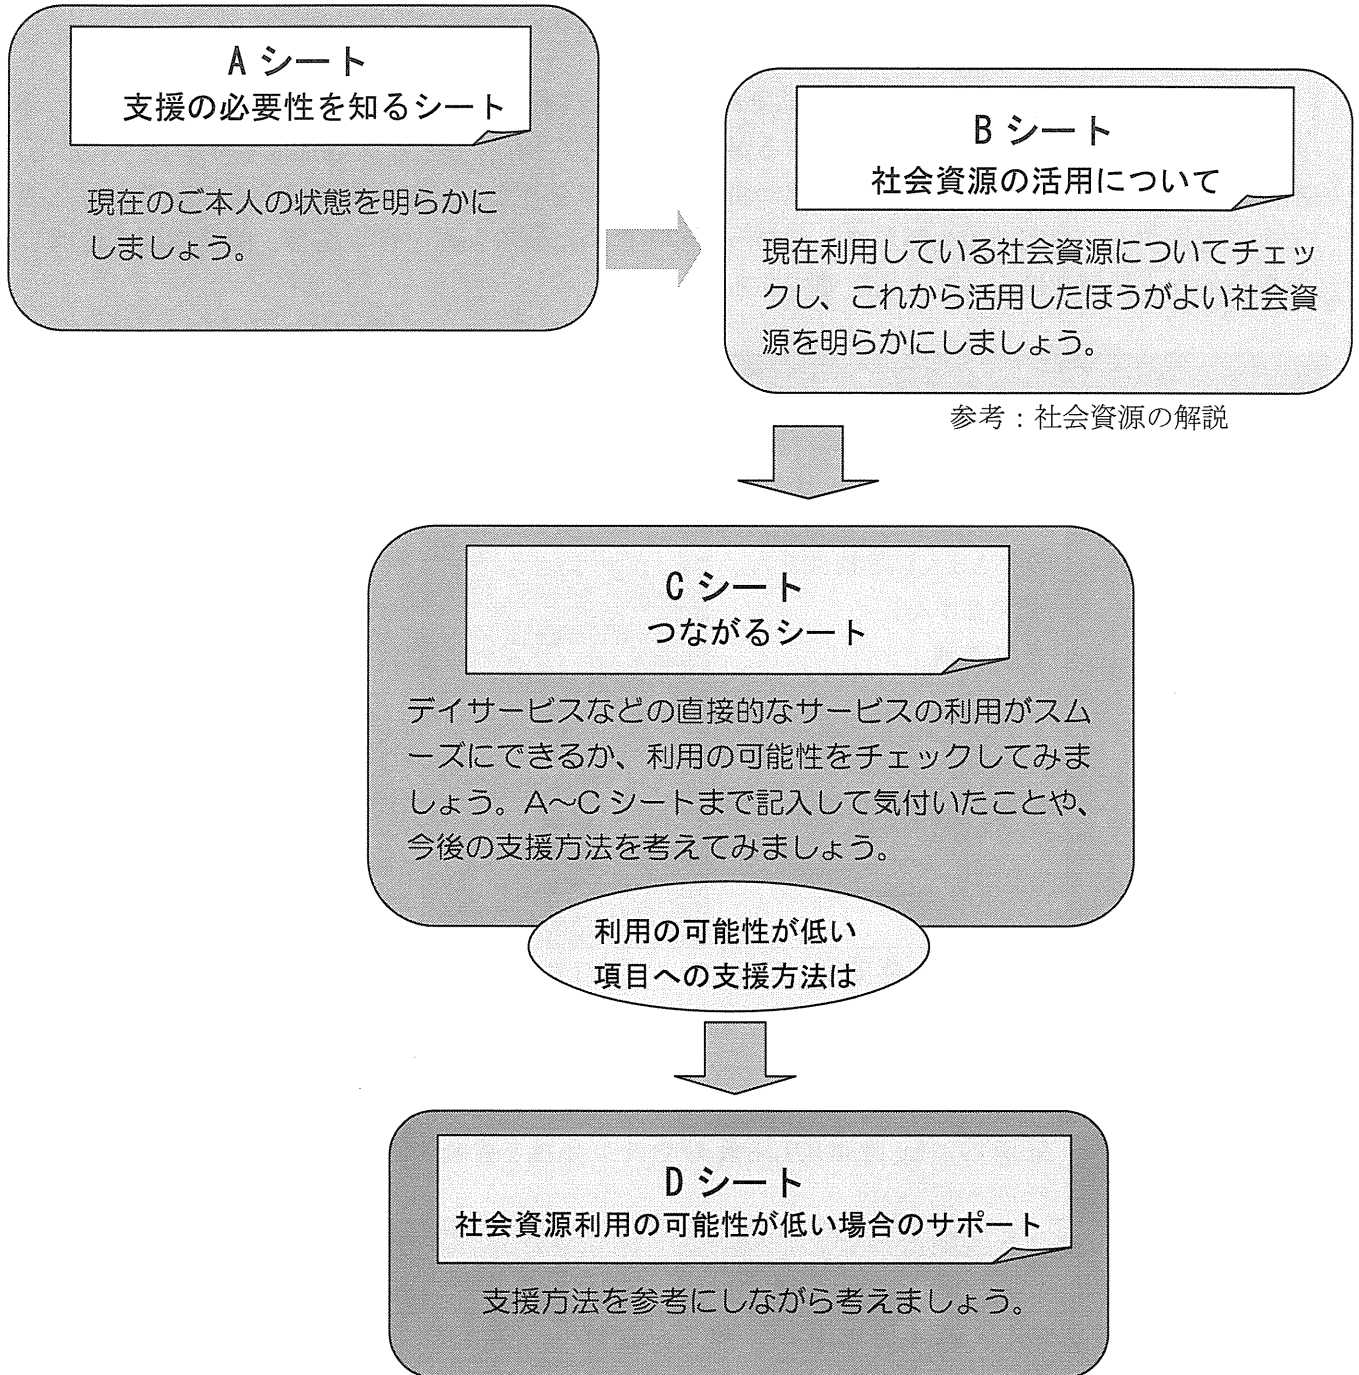 A シート
支援の必要性を知るシート
現在のご本人の状態を明らかに
しましょう。
B シート
社会資源の活用について
現在利用している社会資源についてチェッ
クし、これから活用したほうがよい社会資
源を明らかにしましょう。
参考：社会資源の解説
C シート
つながるシート
デイサービスなどの直接的なサービスの利用がスム
ーズにできるか、利用の可能性をチェックしてみま
しょう。A～C シートまで記入して気付いたことや、
今後の支援方法を考えてみましょう。
利用の可能性が低い
項目への支援方法は
D シート
社会資源利用の可能性が低い場合のサポート
支援方法を参考にしながら考えましょう。